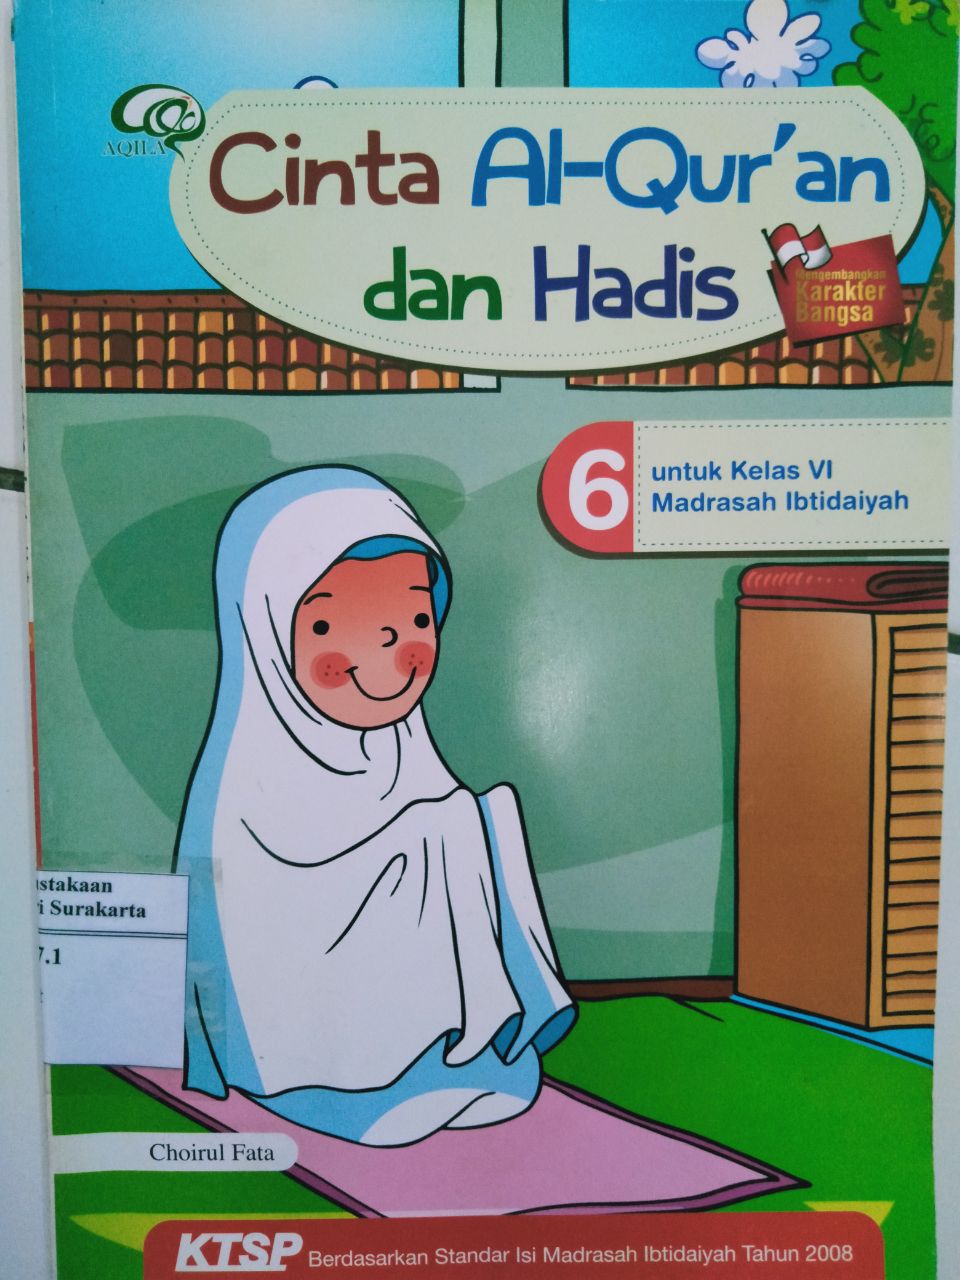 AQILA
Cinta Al-Qur'an
dan Hadis
Mengembangkan
Karakter
Bangsa
6
untuk Kelas VI
Madrasah Ibtidaiyah
stakaan
i Surakarta
7.1
Choirul Fata
KTSP Berdasarkan Standar Isi Madrasah Ibtidaiyah Tahun 2008